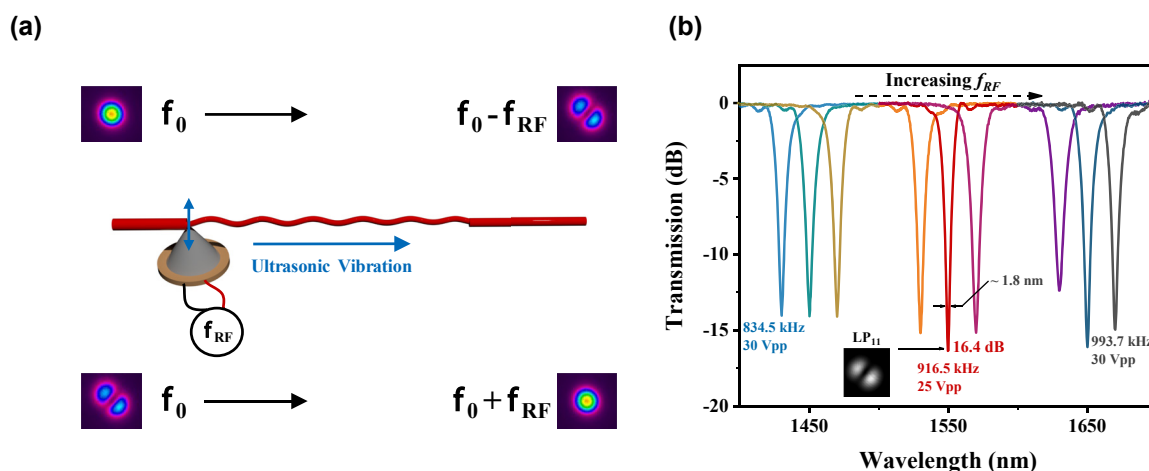 (a)
f0
f0-fRF
Ultrasonic Vibration
fRF
f0
f0+fRF
(b)
Increasing fRF
Transmission (dB)
0
-5
-10
-15
-20
~ 1.8 nm
834.5 kHz
30 Vpp
LP11
16.4 dB
916.5 kHz
25 Vpp
993.7 kHz
30 Vpp
1450
1550
1650
Wavelength (nm)